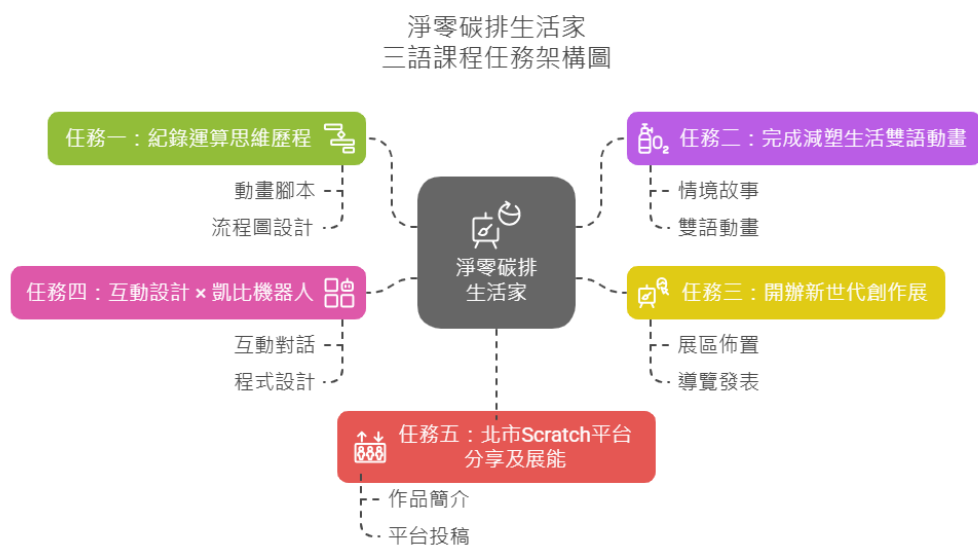 淨零碳排生活家
三語課程任務架構圖
任務一：紀錄運算思維歷程
動畫腳本
流程圖設計
任務二：完成減塑生活雙語動畫
O₂
情境故事
雙語動畫
淨零碳排
生活家
任務四：互動設計 × 凱比機器人
互動對話
程式設計
任務三：開辦新世代創作展
展區佈置
導覽發表
任務五：北市Scratch平台
分享及展能
作品簡介
平台投稿